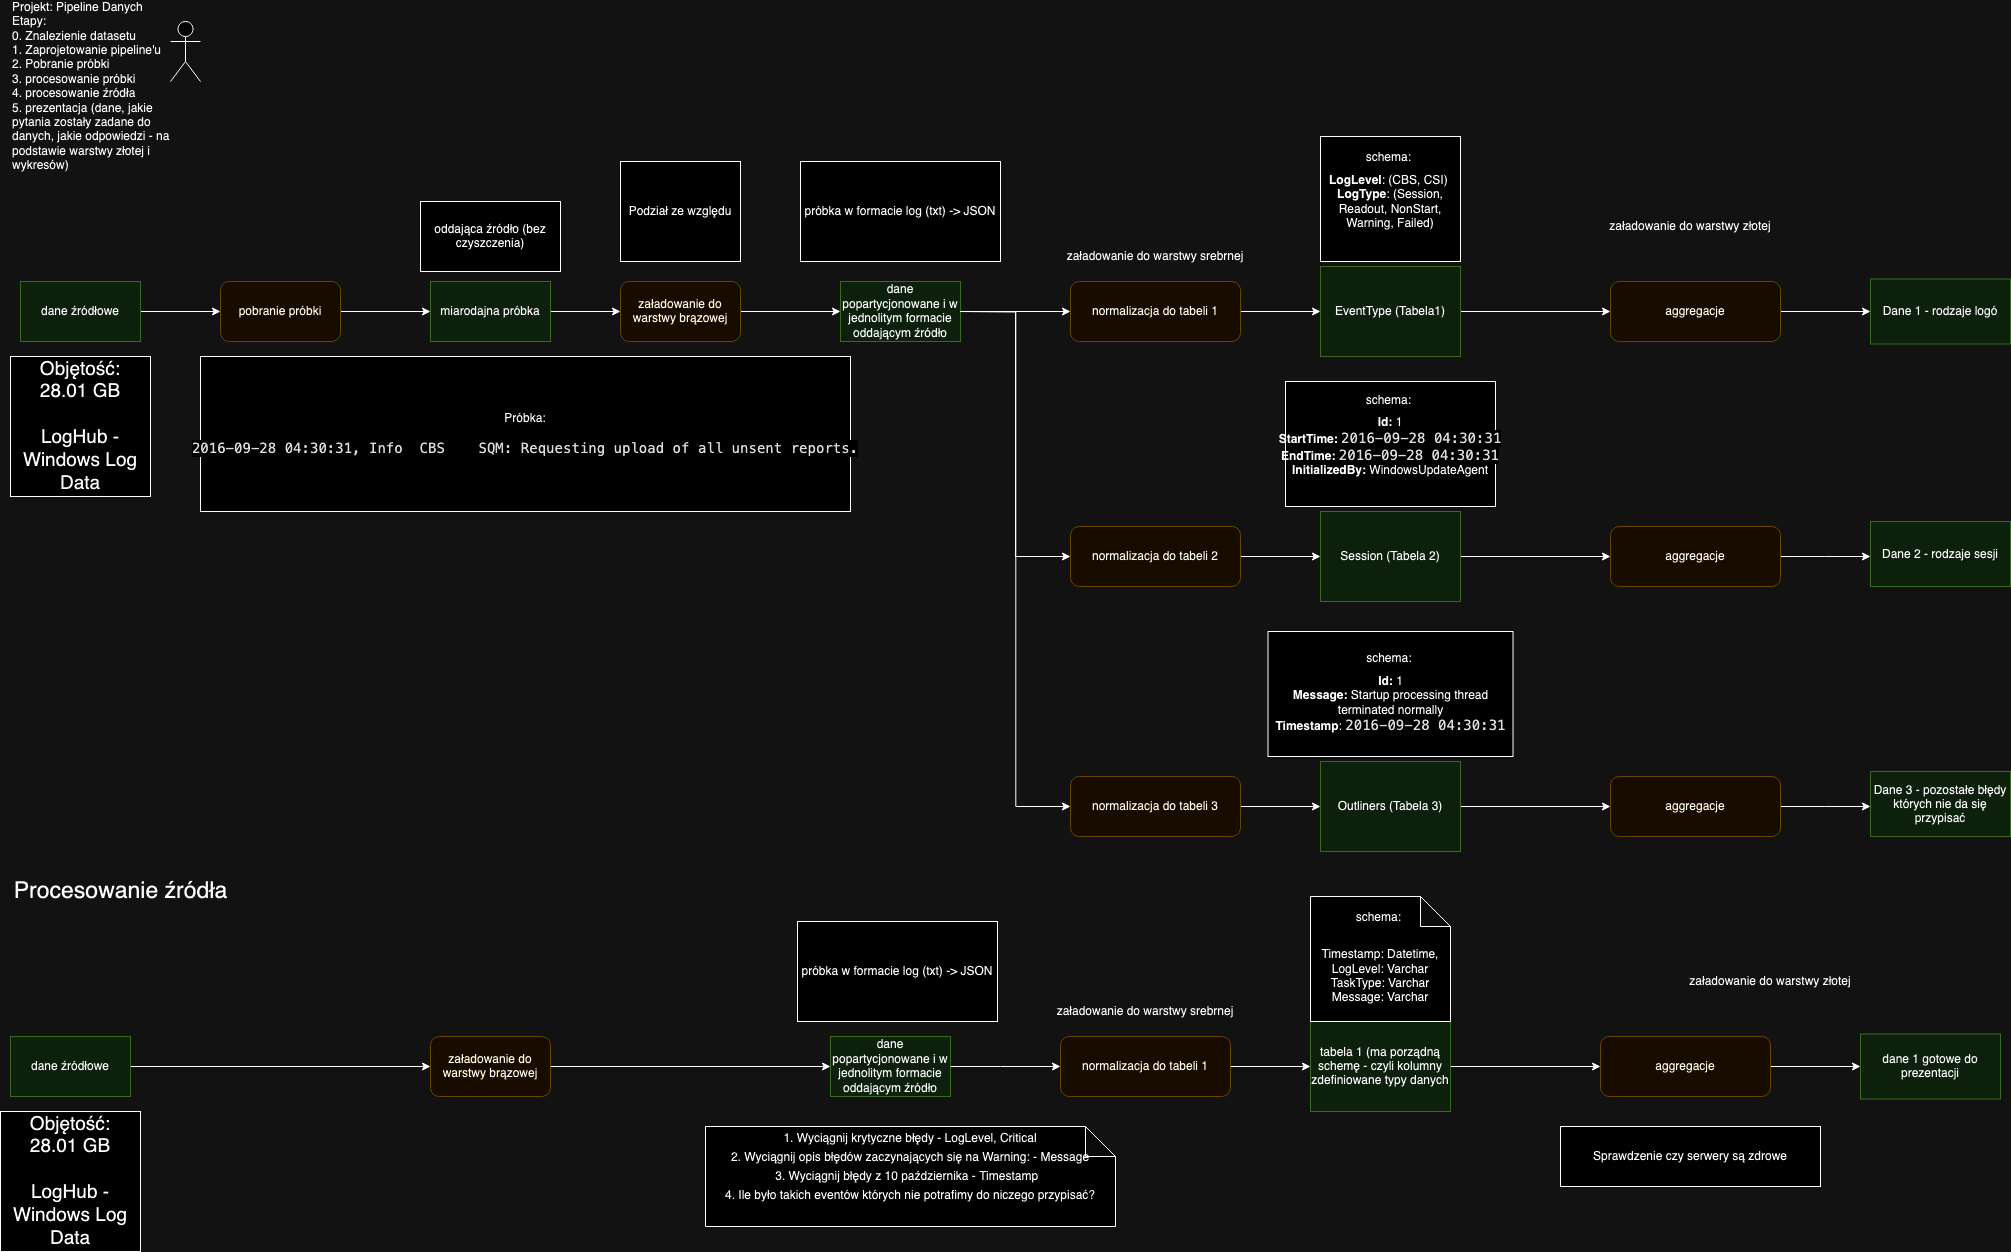 Projekt: Pipeline Danych
Etapy:
0. Znalezienie datasetu
1. Zaprojetowanie pipeline'u
2. Pobranie próbki
3. procesowanie próbki
4. procesowanie źródła
5. prezentacja (dane, jakie
pytania zostały zadane do
danych, jakie odpowiedzi - na
podstawie warstwy złotej i
wykresów)
oddająca źródło (bez
czyszczenia)
Podział ze względu
próbka w formacie log (txt) -> JSON
załadowanie do warstwy srebrnej
schema:
LogLevel: (CBS, CSI)
LogType: (Session,
Readout, NonStart,
Warning, Failed)
załadowanie do warstwy złotej
dane źródłowe
pobranie próbki
miarodajna próbka
załadowanie do
warstwy brązowej
dane
popartycjonowane i w
jednolitym formacie
oddającym źródło
normalizacja do tabeli 1
EventType (Tabela1)
aggregacje
Dane 1 - rodzaje logó
Objętość:
28.01 GB
LogHub -
Windows Log
Data
Próbka:
2016-09-28 04:30:31, Info  CBS    SQM: Requesting upload of all unsent reports.
schema:
Id: 1
StartTime: 2016-09-28 04:30:31
EndTime: 2016-09-28 04:30:31
InitializedBy: WindowsUpdateAgent
normalizacja do tabeli 2
Session (Tabela 2)
aggregacje
Dane 2 - rodzaje sesji
schema:
Id: 1
Message: Startup processing thread
terminated normally
Timestamp: 2016-09-28 04:30:31
normalizacja do tabeli 3
Outliners (Tabela 3)
aggregacje
Dane 3 - pozostałe błędy
których nie da się
przypisać
Procesowanie źródła
próbka w formacie log (txt) -> JSON
załadowanie do warstwy srebrnej
schema:
Timestamp: Datetime,
LogLevel: Varchar
TaskType: Varchar
Message: Varchar
załadowanie do warstwy złotej
dane źródłowe
załadowanie do
warstwy brązowej
dane
popartycjonowane i w
jednolitym formacie
oddającym źródło
normalizacja do tabeli 1
tabela 1 (ma porządną
schemę - czyli kolumny
zdefiniowane typy danych
aggregacje
dane 1 gotowe do
prezentacji
Objętość:
28.01 GB
LogHub -
Windows Log
Data
1. Wyciągnij krytyczne błędy - LogLevel, Critical
2. Wyciągnij opis błędów zaczynających się na Warning: - Message
3. Wyciągnij błędy z 10 października - Timestamp
4. Ile było takich eventów których nie potrafimy do niczego przypisać?
Sprawdzenie czy serwery są zdrowe